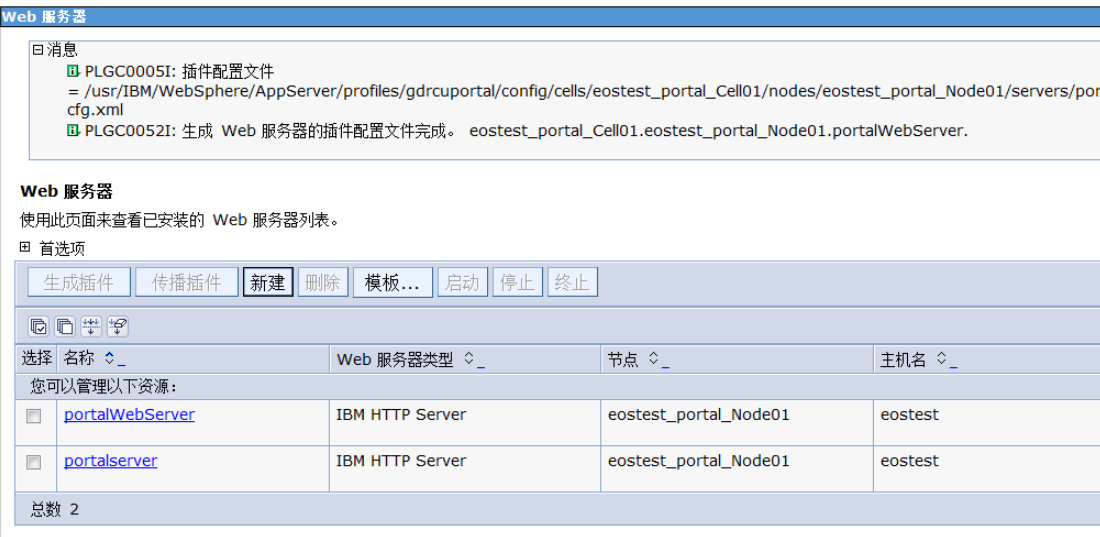 Web 服务器
消息
PLGC0005I: 插件配置文件
= /usr/IBM/WebSphere/AppServer/profiles/gdrcuportal/config/cells/eostest_portal_Cell01/nodes/eostest_portal_Node01/servers/por
cfg.xml
PLGC0052I: 生成 Web 服务器的插件配置文件完成。 eostest_portal_Cell01.eostest_portal_Node01.portalWebServer.
Web 服务器
使用此页面来查看已安装的 Web 服务器列表。
首选项
生成插件 传播插件 新建 删除 模板... 启动 停止 终止
选择 名称 Web 服务器类型 节点 主机名
您可以管理以下资源：
portalWebServer IBM HTTP Server eostest_portal_Node01 eostest
portalserver IBM HTTP Server eostest_portal_Node01 eostest
总数 2